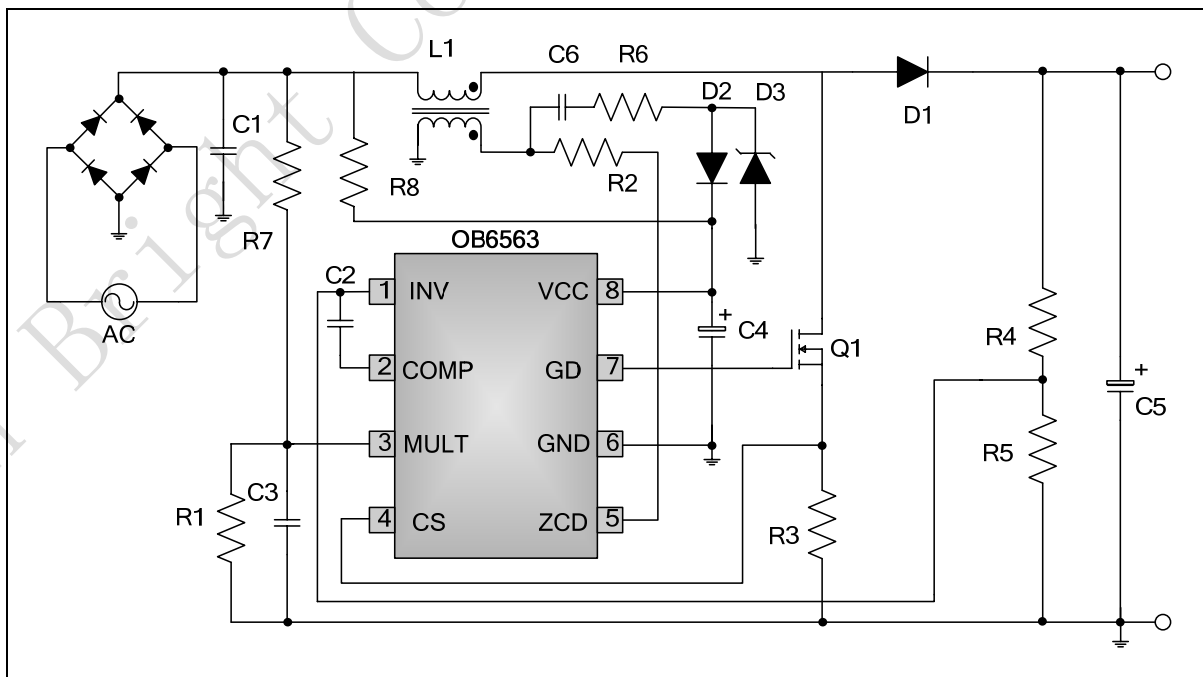 L1
C6
R6
D2
D3
D1
C1
R8
R2
R7
OB6563
C2
1
INV
VCC
8
C4
+
AC
2
COMP
GD
7
Q1
R4
+
C5
3
MULT
GND
6
R5
R1
C3
4
CS
ZCD
5
R3
Bright